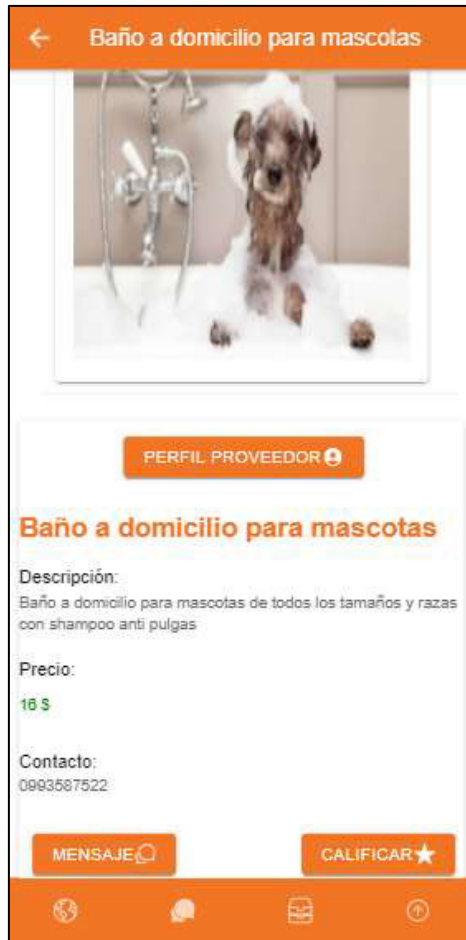 Baño a domicilio para mascotas
PERFIL PROVEEDOR
Baño a domicilio para mascotas
Descripción:
Baño a domicilio para mascotas de todos los tamaños y razas
con shampoo anti pulgas
Precio:
16 $
Contacto:
0993587522
MENSAJE
CALIFICAR